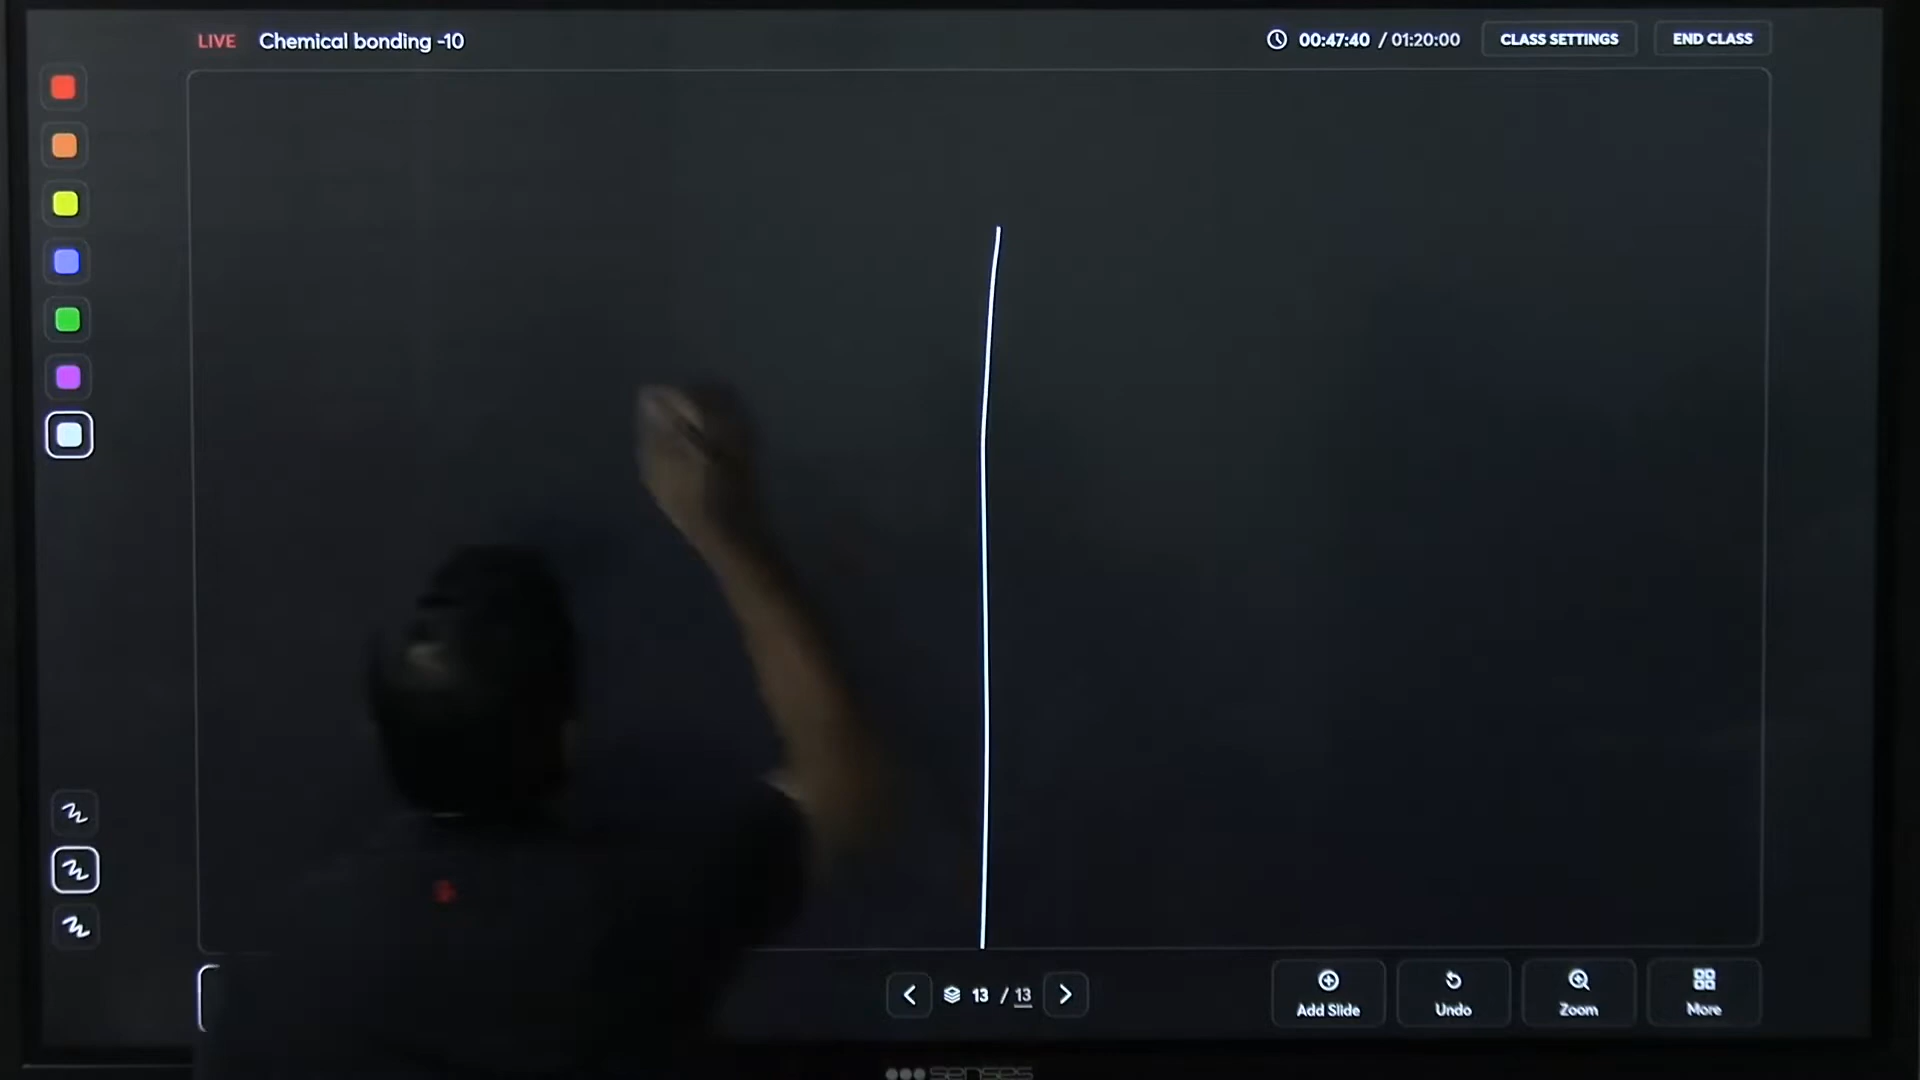 LIVE Chemical bonding -10 00:47:40 / 01:20:00 CLASS SETTINGS END CLASS
13 / 13 Add Slide Undo Zoom More
senses